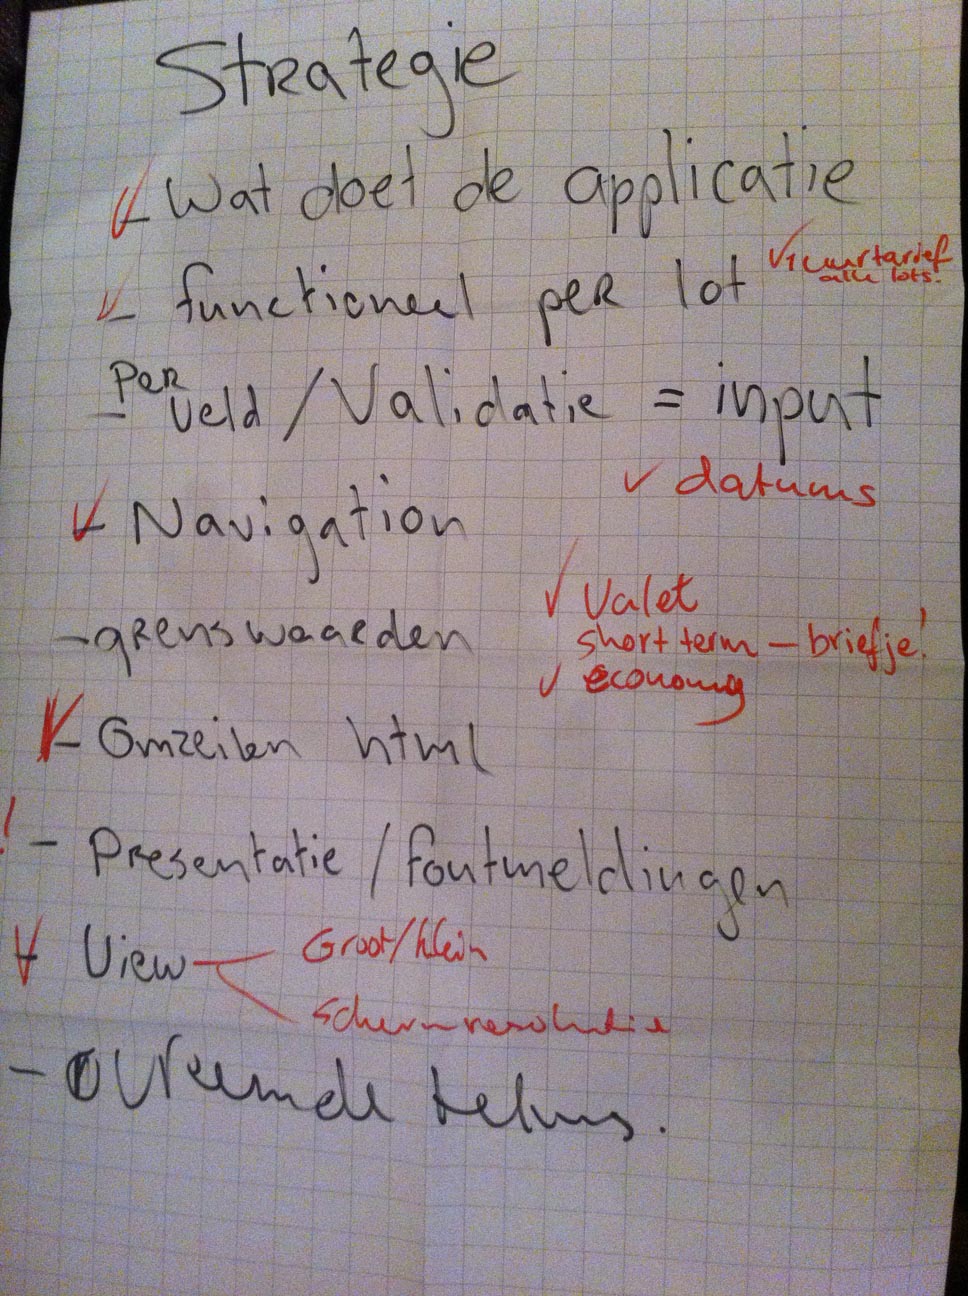 Strategie
- Wat doet de applicatie
- functioneel per lot
✓ 1 uurtarief
alle lots.
- Per veld / Validatie = input
✓ datums
- Navigation
✓ Valet
- grenswaarden
short term - briefje!
✓ economy
- Omzeilen html
! - Presentatie / foutmeldingen
View
Groot/klein
Schermresolutie
- Vreemde tekens.